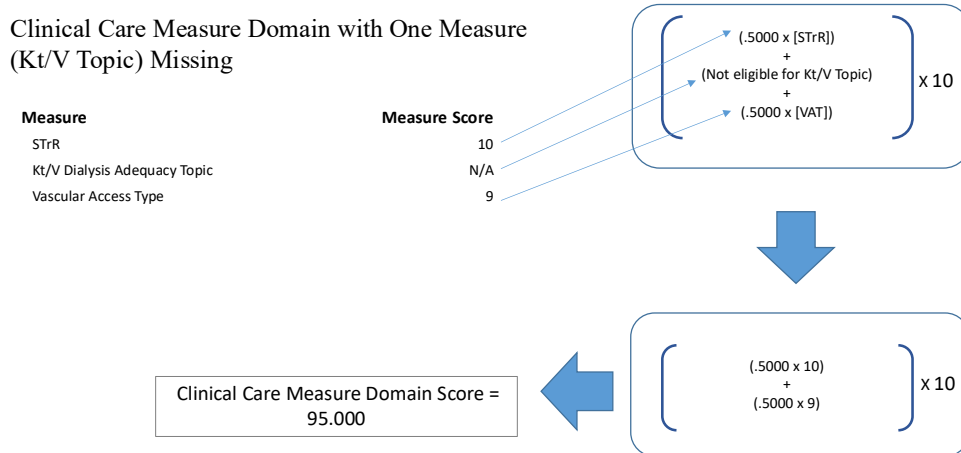 Clinical Care Measure Domain with One Measure
(Kt/V Topic) Missing
Measure Measure Score
STrR 10
Kt/V Dialysis Adequacy Topic N/A
Vascular Access Type 9
(.5000 x [STrR])
+
(Not eligible for Kt/V Topic)
+
(.5000 x [VAT])
X 10
(.5000 x 10)
+
(.5000 x 9)
X 10
Clinical Care Measure Domain Score =
95.000